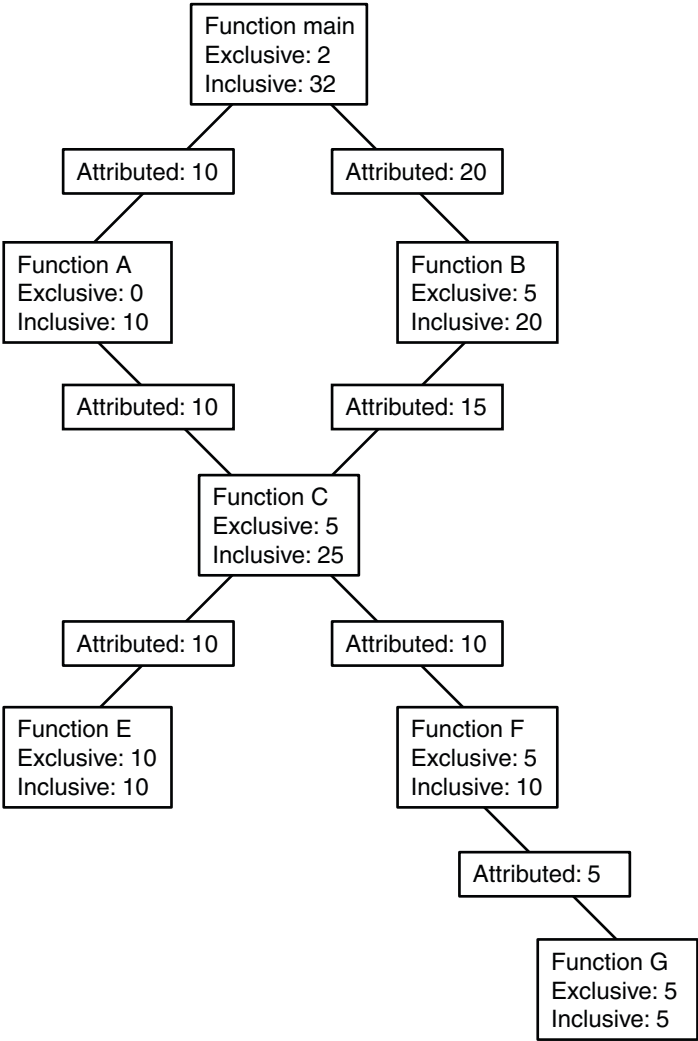 Function main
Exclusive: 2
Inclusive: 32
Attributed: 10
Attributed: 20
Function A
Exclusive: 0
Inclusive: 10
Function B
Exclusive: 5
Inclusive: 20
Attributed: 10
Attributed: 15
Function C
Exclusive: 5
Inclusive: 25
Attributed: 10
Attributed: 10
Function E
Exclusive: 10
Inclusive: 10
Function F
Exclusive: 5
Inclusive: 10
Attributed: 5
Function G
Exclusive: 5
Inclusive: 5